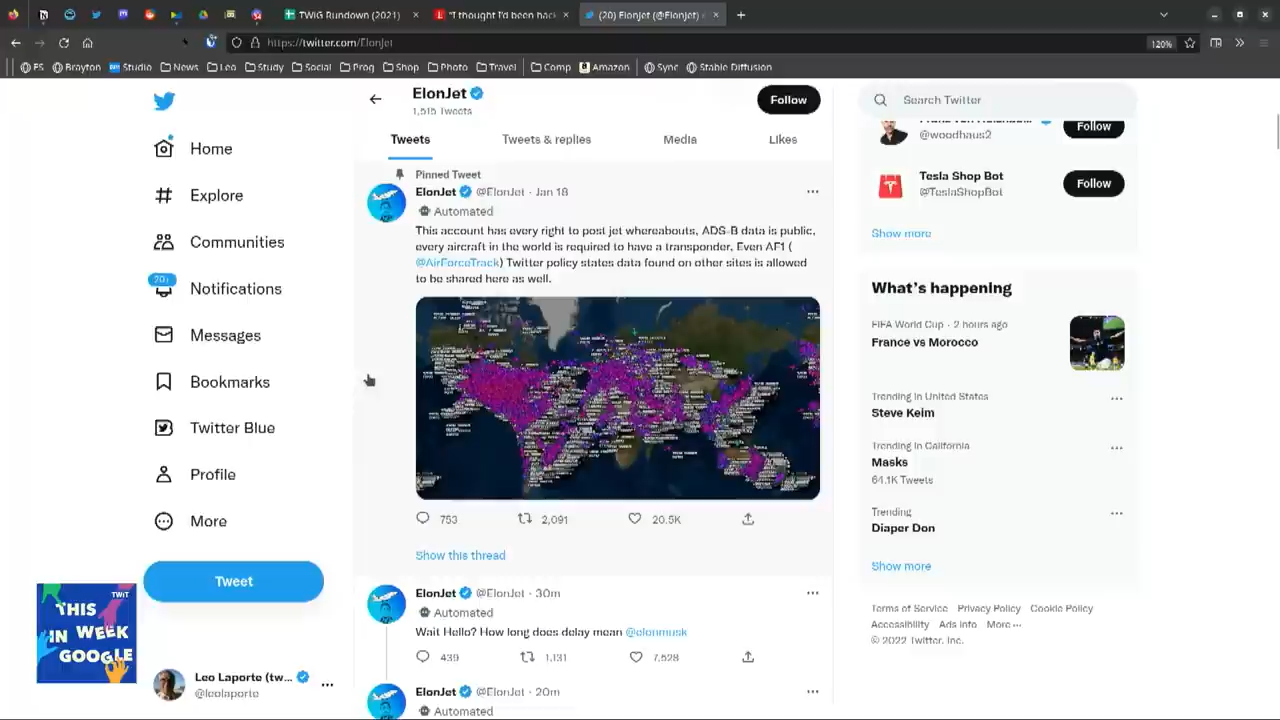 TWiG Rundown (2021)
"I thought I'd been hac
(20) ElonJet (@ElonJet)
https://twitter.com/ElonJet
120%
FS Brayton Studio News Leo Study Social Prog Shop Photo Travel Comp Amazon Sync Stable Diffusion
ElonJet
1,515 Tweets
Follow
Tweets Tweets & replies Media Likes
Home
Explore
Communities
20+
Notifications
Messages
Bookmarks
Twitter Blue
Profile
More
Tweet
THIS IN WEEK GOOGLE
TWiT
Leo Laporte (tw...
@leolaporte
Pinned Tweet
ElonJet @ElonJet · Jan 18
Automated
This account has every right to post jet whereabouts, ADS-B data is public,
every aircraft in the world is required to have a transponder, Even AF1 (
@AirForceTrack) Twitter policy states data found on other sites is allowed
to be shared here as well.
753 2,091 20.5K
Show this thread
ElonJet @ElonJet · 30m
Automated
Wait Hello? How long does delay mean @elonmusk
439 1,131 7,528
ElonJet @ElonJet · 20m
Automated
Search Twitter
@woodhaus2
Follow
Tesla Shop Bot
@TeslaShopBot
Follow
Show more
What's happening
FIFA World Cup · 2 hours ago
France vs Morocco
Trending in United States
Steve Keim
Trending in California
Masks
64.1K Tweets
Trending
Diaper Don
Show more
Terms of Service Privacy Policy Cookie Policy
Accessibility Ads info More ···
© 2022 Twitter, Inc.